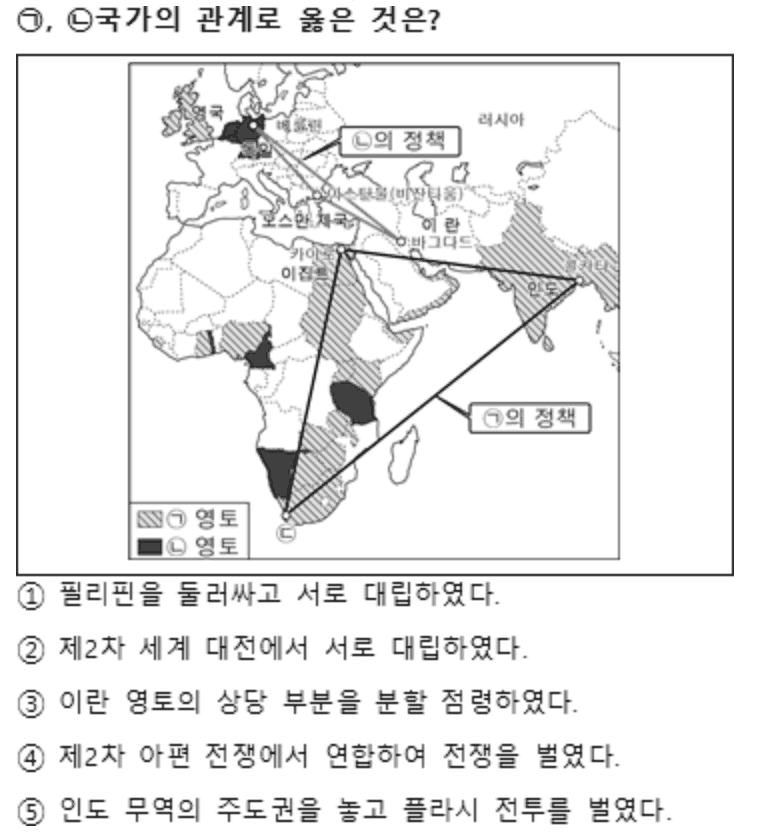 ㉠, ㉡국가의 관계로 옳은 것은?
영국
베를린
독일
㉡의 정책
러시아
이스탄불(비잔티움)
오스만 제국
이 란
바그다드
카이로
이집트
콜카타
인도
㉠의 정책
㉢
㉠ 영토
㉡ 영토
① 필리핀을 둘러싸고 서로 대립하였다.
② 제2차 세계 대전에서 서로 대립하였다.
③ 이란 영토의 상당 부분을 분할 점령하였다.
④ 제2차 아편 전쟁에서 연합하여 전쟁을 벌였다.
⑤ 인도 무역의 주도권을 놓고 플라시 전투를 벌였다.